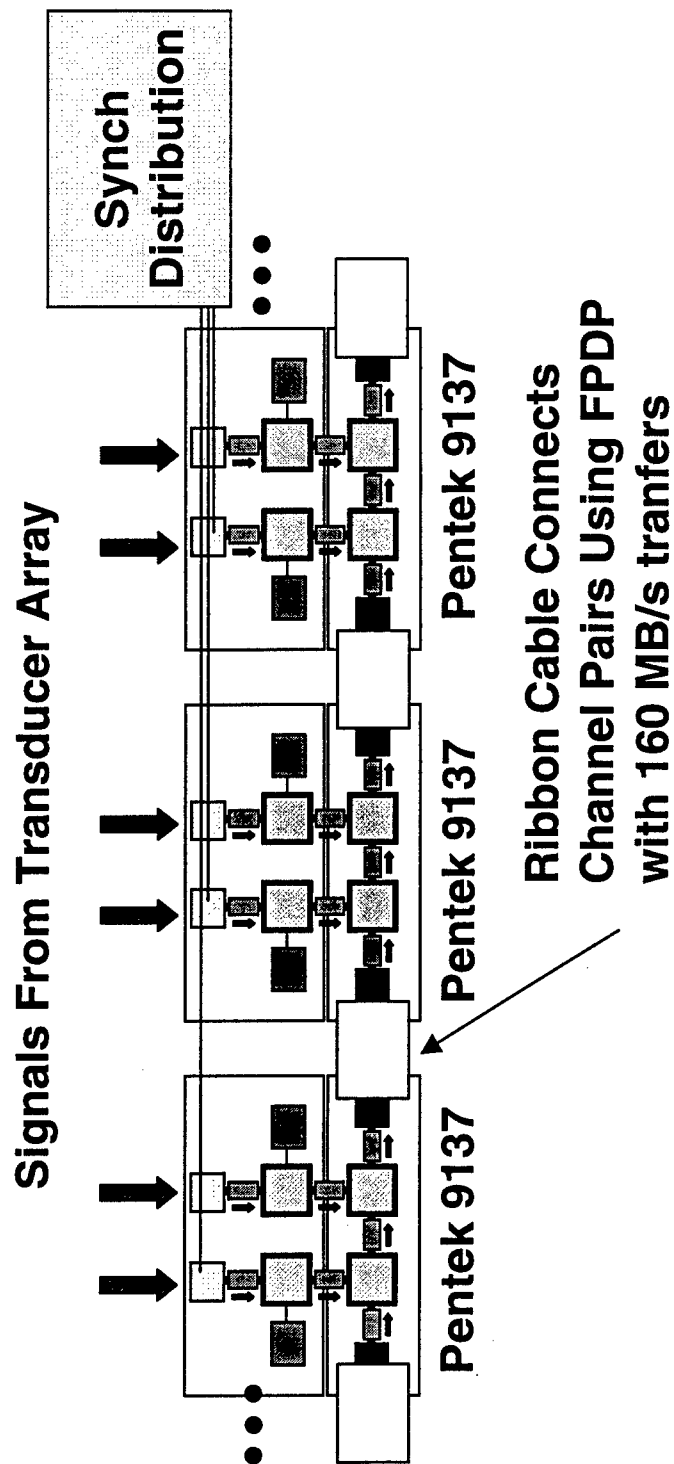 Signals From Transducer Array
Synch
Distribution
Pentek 9137
Pentek 9137
Pentek 9137
Ribbon Cable Connects
Channel Pairs Using FPDP
with 160 MB/s tranfers